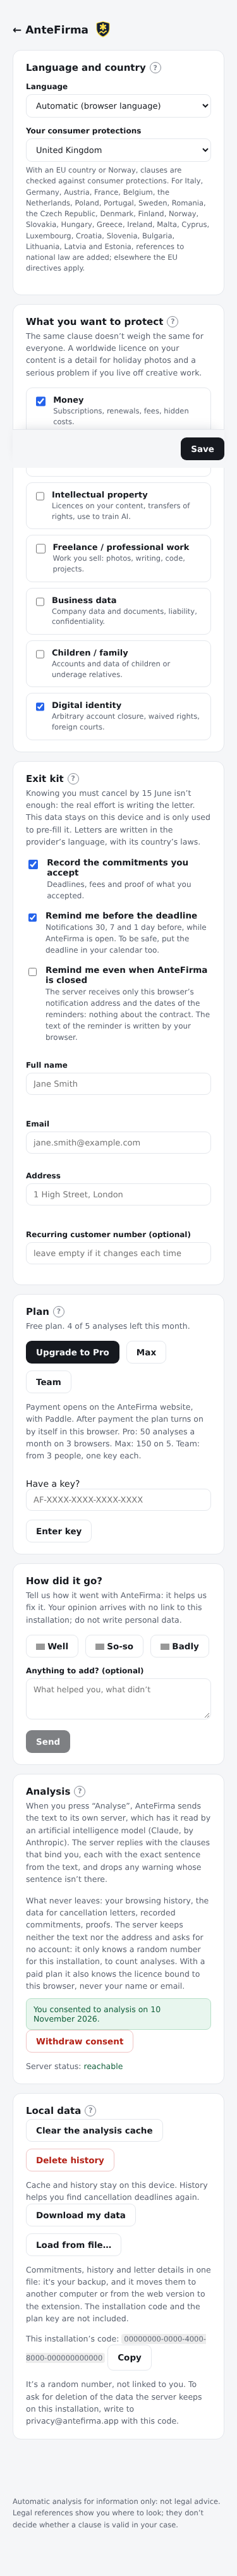 ← AnteFirma
Language and country ?
Language
Automatic (browser language)
Your consumer protections
United Kingdom
With an EU country or Norway, clauses are
checked against consumer protections. For Italy,
Germany, Austria, France, Belgium, the
Netherlands, Poland, Portugal, Sweden, Romania,
the Czech Republic, Denmark, Finland, Norway,
Slovakia, Hungary, Greece, Ireland, Malta, Cyprus,
Luxembourg, Croatia, Slovenia, Bulgaria,
Lithuania, Latvia and Estonia, references to
national law are added; elsewhere the EU
directives apply.
What you want to protect ?
The same clause doesn't weigh the same for
everyone. A worldwide licence on your
content is a detail for holiday photos and a
serious problem if you live off creative work.
Money
Subscriptions, renewals, fees, hidden
costs.
Save
Intellectual property
Licences on your content, transfers of
rights, use to train AI.
Freelance / professional work
Work you sell: photos, writing, code,
projects.
Business data
Company data and documents, liability,
confidentiality.
Children / family
Accounts and data of children or
underage relatives.
Digital identity
Arbitrary account closure, waived rights,
foreign courts.
Exit kit ?
Knowing you must cancel by 15 June isn't
enough: the real effort is writing the letter.
This data stays on this device and is only used
to pre-fill it. Letters are written in the
provider's language, with its country's laws.
Record the commitments you
accept
Deadlines, fees and proof of what you
accepted.
Remind me before the deadline
Notifications 30, 7 and 1 day before, while
AnteFirma is open. To be safe, put the
deadline in your calendar too.
Remind me even when AnteFirma
is closed
The server receives only this browser's
notification address and the dates of the
reminders: nothing about the contract. The
text of the reminder is written by your
browser.
Full name
Jane Smith
Email
jane.smith@example.com
Address
1 High Street, London
Recurring customer number (optional)
leave empty if it changes each time
Plan ?
Free plan. 4 of 5 analyses left this month.
Upgrade to Pro
Max
Team
Payment opens on the AnteFirma website,
with Paddle. After payment the plan turns on
by itself in this browser. Pro: 50 analyses a
month on 3 browsers. Max: 150 on 5. Team:
from 3 people, one key each.
Have a key?
AF-XXXX-XXXX-XXXX-XXXX
Enter key
How did it go?
Tell us how it went with AnteFirma: it helps us
fix it. Your opinion arrives with no link to this
installation; do not write personal data.
Well
So-so
Badly
Anything to add? (optional)
What helped you, what didn't
Send
Analysis ?
When you press “Analyse”, AnteFirma sends
the text to its own server, which has it read by
an artificial intelligence model (Claude, by
Anthropic). The server replies with the clauses
that bind you, each with the exact sentence
from the text, and drops any warning whose
sentence isn't there.
What never leaves: your browsing history, the
data for cancellation letters, recorded
commitments, proofs. The server keeps
neither the text nor the address and asks for
no account: it only knows a random number
for this installation, to count analyses. With a
paid plan it also knows the licence bound to
this browser, never your name or email.
You consented to analysis on 10
November 2026.
Withdraw consent
Server status: reachable
Local data ?
Clear the analysis cache
Delete history
Cache and history stay on this device. History
helps you find cancellation deadlines again.
Download my data
Load from file…
Commitments, history and letter details in one
file: it's your backup, and it moves them to
another computer or from the web version to
the extension. The installation code and the
plan key are not included.
This installation's code: 00000000-0000-4000-
8000-000000000000 Copy
It's a random number, not linked to you. To
ask for deletion of the data the server keeps
on this installation, write to
privacy@antefirma.app with this code.
Automatic analysis for information only: not legal advice.
Legal references show you where to look; they don't
decide whether a clause is valid in your case.